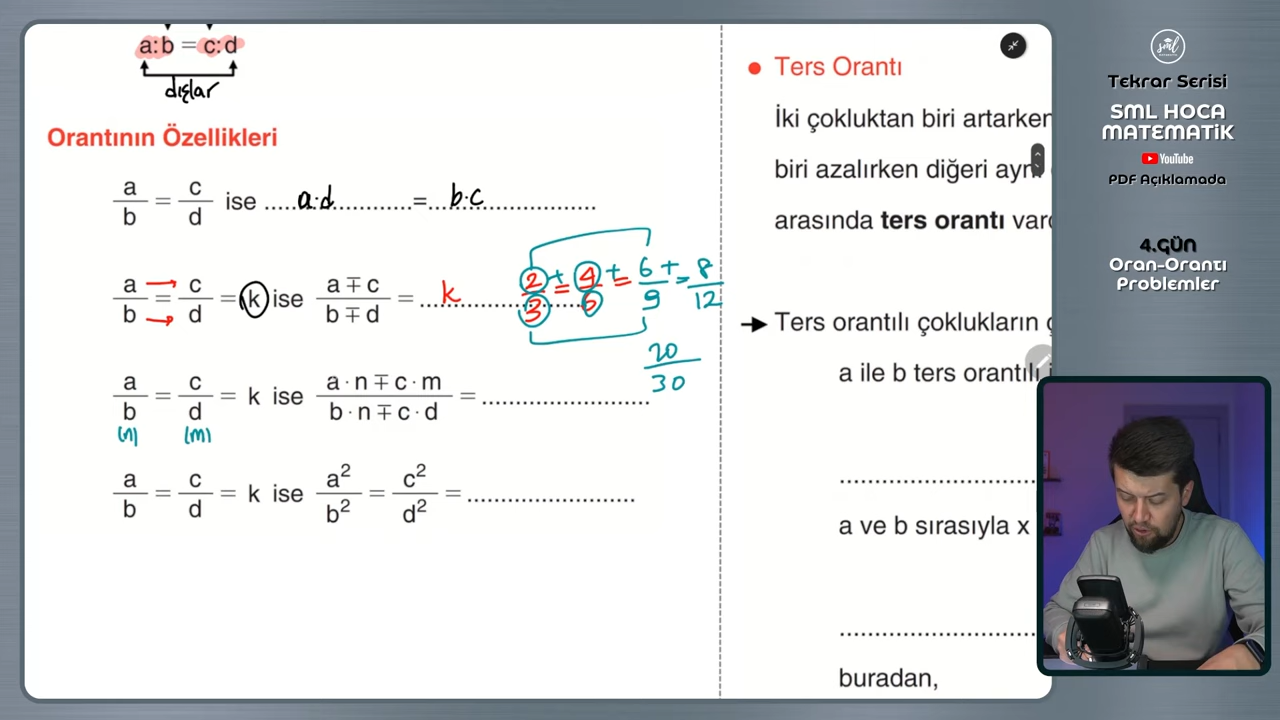 a:b = c:d
dışlar
Orantının Özellikleri
a/b = c/d ise .....a·d............=...b·c................
a/b = c/d = k ise a∓c/b∓d = ....k..................
2/3 + = 4/6 + = 6/9 + = 8/12
20/30
a/b = c/d = k ise a·n∓c·m/b·n∓c·d = ........................
(n) (m)
a/b = c/d = k ise a²/b² = c²/d² = ........................
Ters Orantı
İki çokluktan biri artarken
biri azalırken diğeri aynı
arasında ters orantı
Ters orantılı çoklukların
a ile b ters orantılı
a ve b sırasıyla x
buradan,
sml
Tekrar Serisi
SML HOCA
MATEMATİK
YouTube
PDF Açıklamada
4.GÜN
Oran-Orantı
Problemler